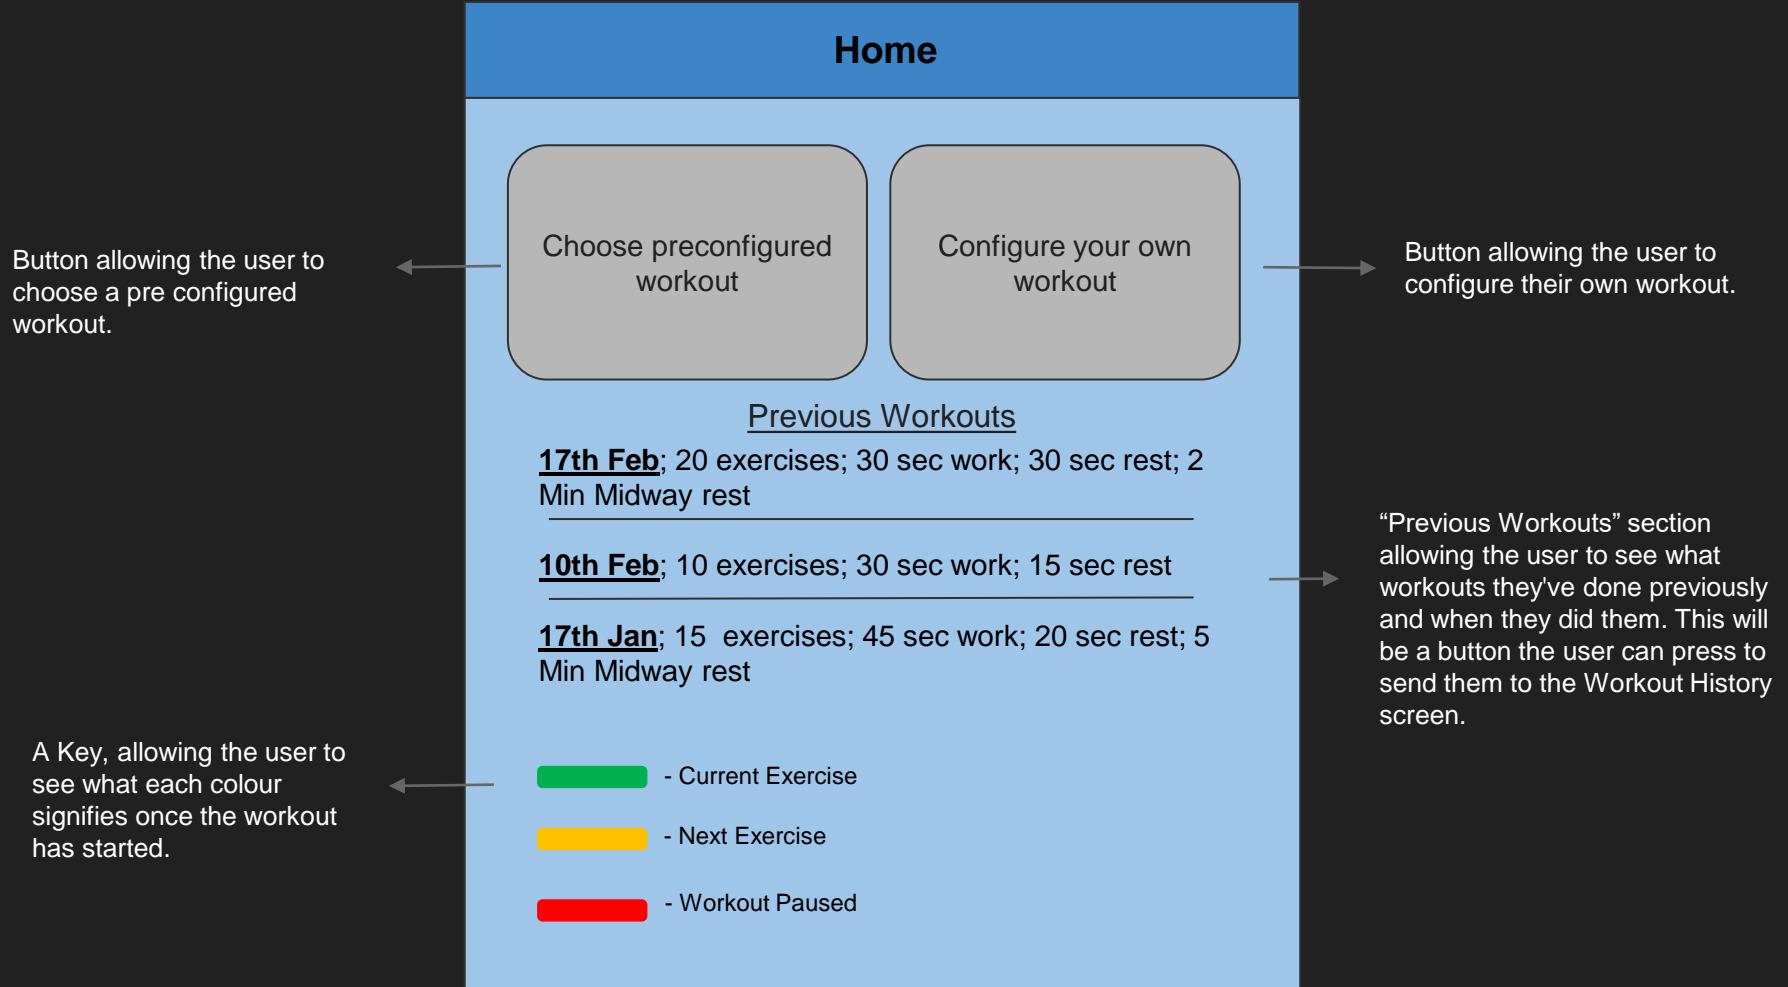 Home
Choose preconfigured
workout
Configure your own
workout
Button allowing the user to
choose a pre configured
workout.
Button allowing the user to
configure their own workout.
Previous Workouts
17th Feb; 20 exercises; 30 sec work; 30 sec rest; 2
Min Midway rest
10th Feb; 10 exercises; 30 sec work; 15 sec rest
17th Jan; 15  exercises; 45 sec work; 20 sec rest; 5
Min Midway rest
“Previous Workouts” section
allowing the user to see what
workouts they've done previously
and when they did them. This will
be a button the user can press to
send them to the Workout History
screen.
A Key, allowing the user to
see what each colour
signifies once the workout
has started.
- Current Exercise
- Next Exercise
- Workout Paused